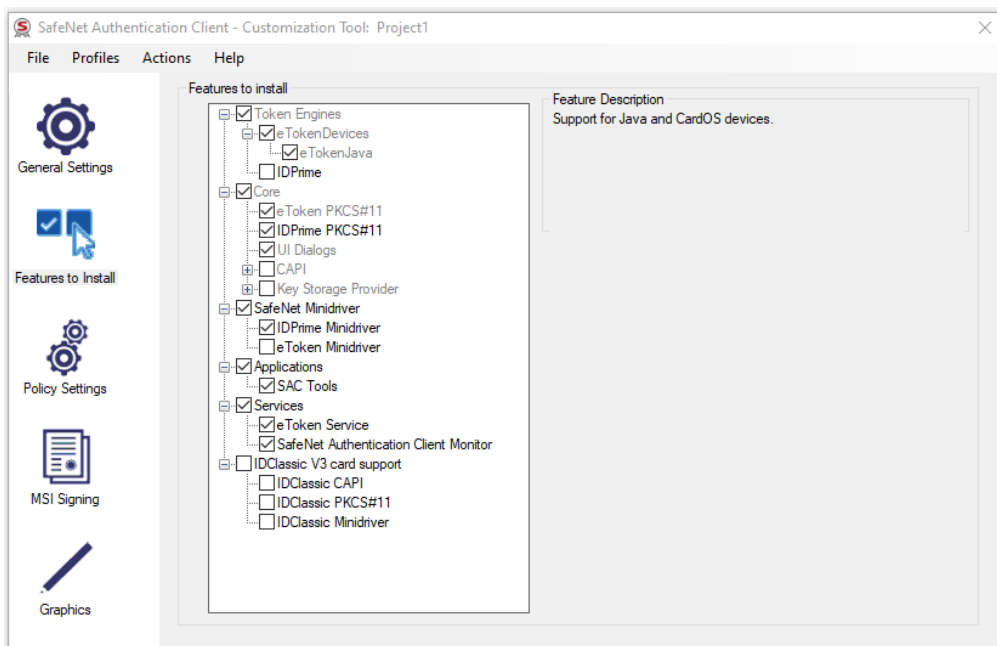 SafeNet Authentication Client - Customization Tool: Project1
File Profiles Actions Help
General Settings
Features to Install
Policy Settings
MSI Signing
Graphics
Features to install
Token Engines
eTokenDevices
eTokenJava
IDPrime
Core
eToken PKCS#11
IDPrime PKCS#11
UI Dialogs
CAPI
Key Storage Provider
SafeNet Minidriver
IDPrime Minidriver
eToken Minidriver
Applications
SAC Tools
Services
eToken Service
SafeNet Authentication Client Monitor
IDClassic V3 card support
IDClassic CAPI
IDClassic PKCS#11
IDClassic Minidriver
Feature Description
Support for Java and CardOS devices.